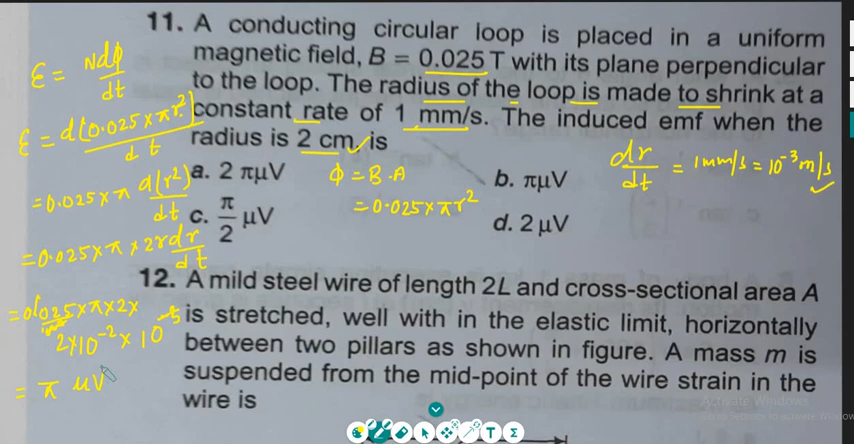 11. A conducting circular loop is placed in a uniform
magnetic field, B = 0.025 T with its plane perpendicular
to the loop. The radius of the loop is made to shrink at a
constant rate of 1 mm/s. The induced emf when the
radius is 2 cm, is
a. 2 πμV
b. πμV
c. π/2 μV
d. 2 μV
ε = Ndφ/dt
ε = d(0.025×πr²)/dt
= 0.025×π d(r²)/dt
= 0.025×π×2r dr/dt
= 0.025×π×2×
2×10⁻²×10⁻³
= π μV
φ = B·A
= 0.025×πr²
dr/dt = 1mm/s = 10⁻³ m/s
12. A mild steel wire of length 2L and cross-sectional area A
is stretched, well with in the elastic limit, horizontally
between two pillars as shown in figure. A mass m is
suspended from the mid-point of the wire strain in the
wire is
Activate Windows
T
Σ